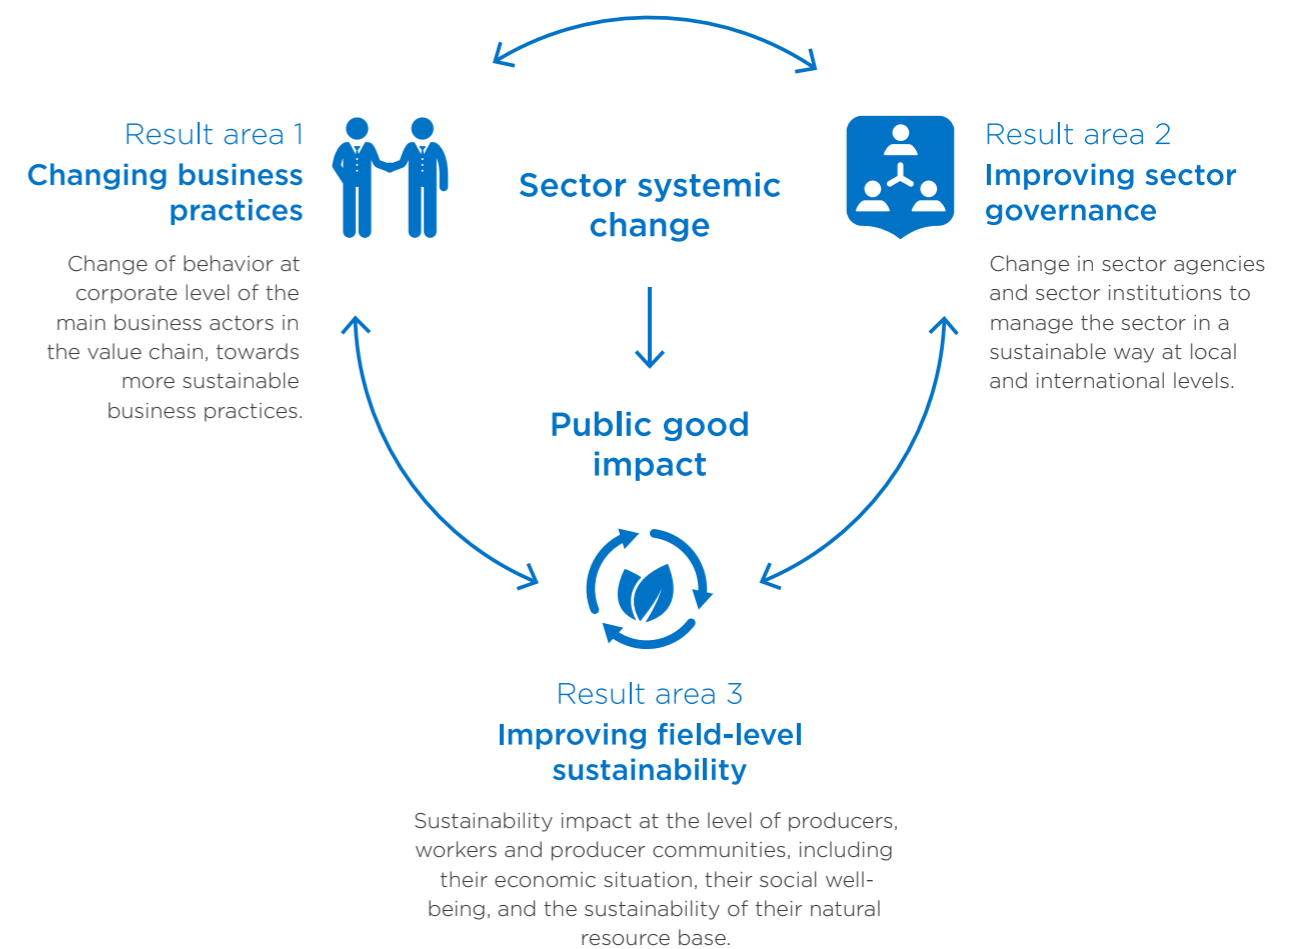 Result area 1
Changing business
practices
Change of behavior at
corporate level of the
main business actors in
the value chain, towards
more sustainable
business practices.
Sector systemic
change
Public good
impact
Result area 2
Improving sector
governance
Change in sector agencies
and sector institutions to
manage the sector in a
sustainable way at local
and international levels.
Result area 3
Improving field-level
sustainability
Sustainability impact at the level of producers,
workers and producer communities, including
their economic situation, their social well-
being, and the sustainability of their natural
resource base.